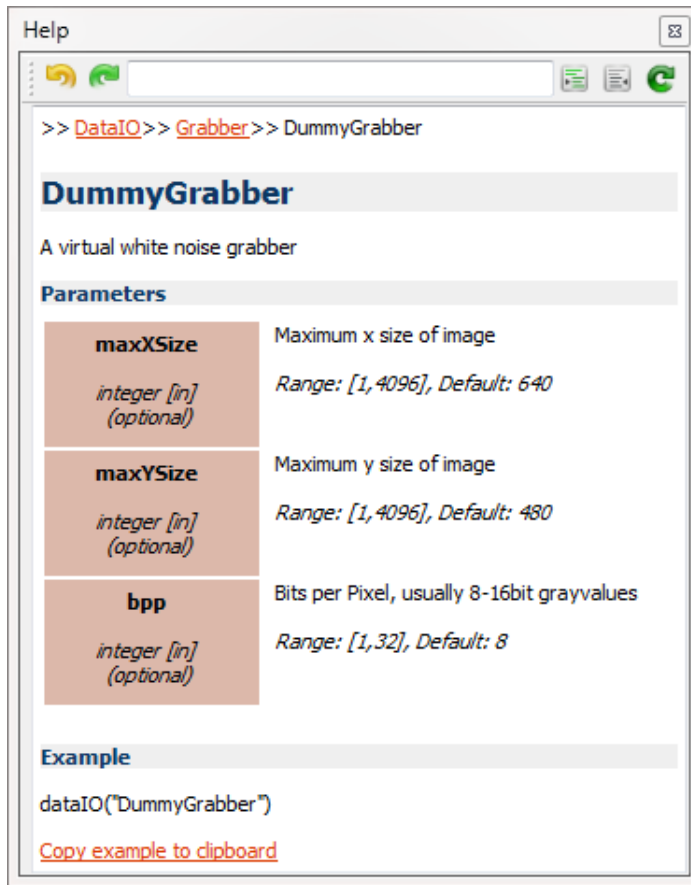 Help
>> DataIO>> Grabber>> DummyGrabber
DummyGrabber
A virtual white noise grabber
Parameters
maxXSize
integer [in]
(optional)
Maximum x size of image
Range: [1,4096], Default: 640
maxYSize
integer [in]
(optional)
Maximum y size of image
Range: [1,4096], Default: 480
bpp
integer [in]
(optional)
Bits per Pixel, usually 8-16bit grayvalues
Range: [1,32], Default: 8
Example
dataIO("DummyGrabber")
Copy example to clipboard